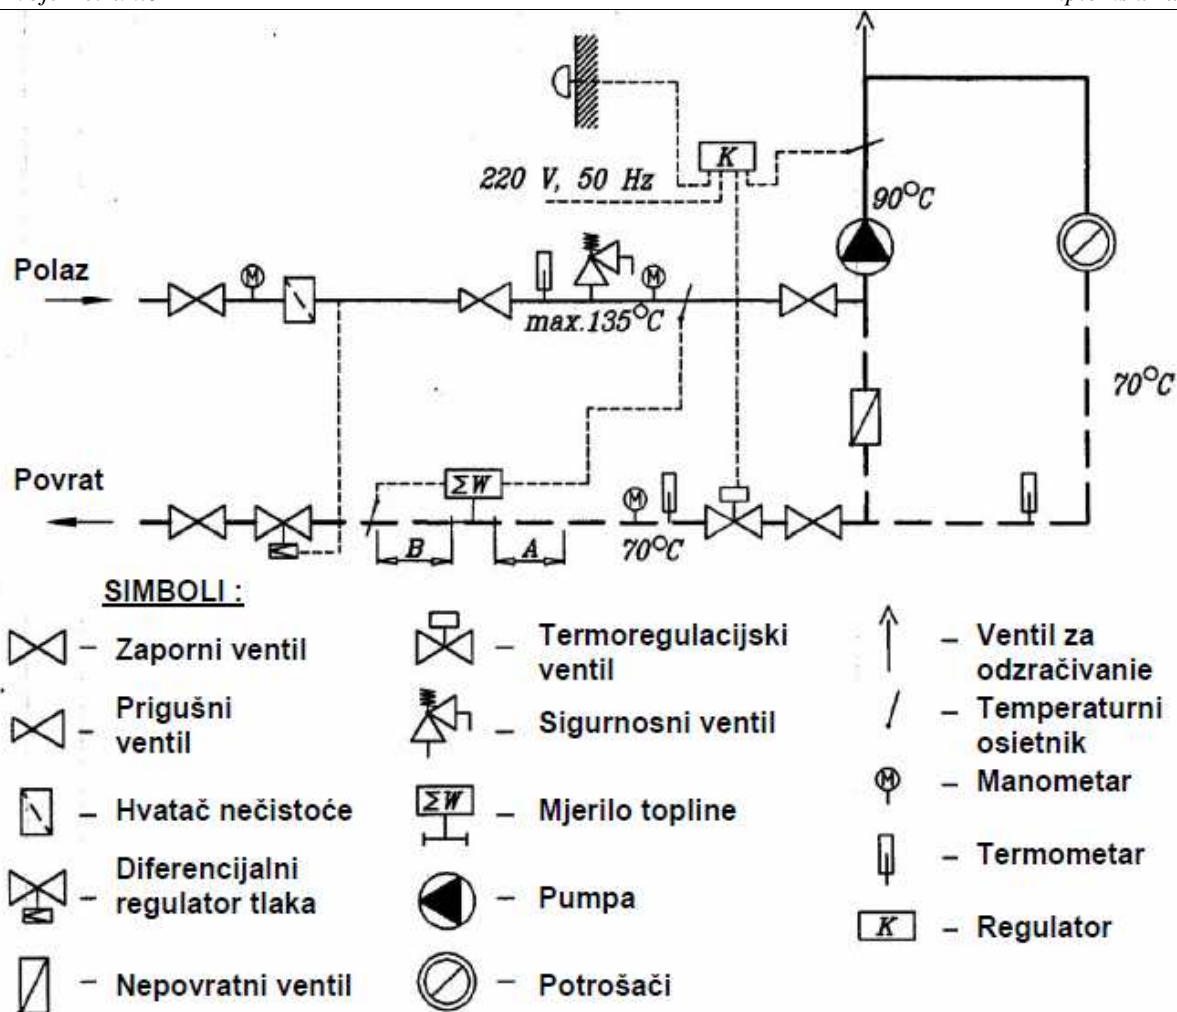 K
220 V, 50 Hz
90°C
Polaz
M
M
max.135°C
70°C
Povrat
ΣW
M
B
A
70°C
SIMBOLI :
– Zaporni ventil
– Termoregulacijski
ventil
– Ventil za
odzračivanje
– Prigušni
ventil
– Sigurnosni ventil
– Temperaturni
osietnik
– Hvatač nečistoće
ΣW – Mjerilo topline
M – Manometar
– Diferencijalni
regulator tlaka
– Pumpa
– Termometar
K – Regulator
– Nepovratni ventil
– Potrošači